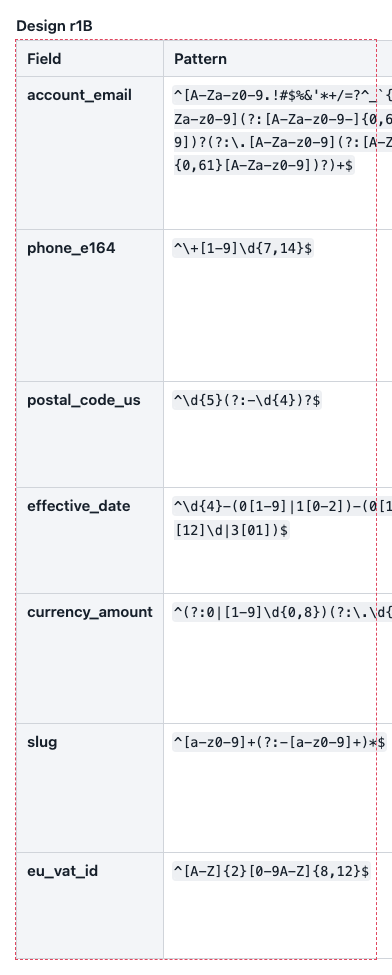 Design r1B
Field Pattern
account_email ^[A-Za-z0-9.!#$%&'*+/=?^_`{
Za-z0-9](?:[A-Za-z0-9-]{0,6
9])?(?:\.[A-Za-z0-9](?:[A-Z
{0,61}[A-Za-z0-9])?)+$
phone_e164 ^\+[1-9]\d{7,14}$
postal_code_us ^\d{5}(?:-\d{4})?$
effective_date ^\d{4}-(0[1-9]|1[0-2])-(0[1
[12]\d|3[01])$
currency_amount ^(?:0|[1-9]\d{0,8})(?:\.\d{
slug ^[a-z0-9]+(?:-[a-z0-9]+)*$
eu_vat_id ^[A-Z]{2}[0-9A-Z]{8,12}$